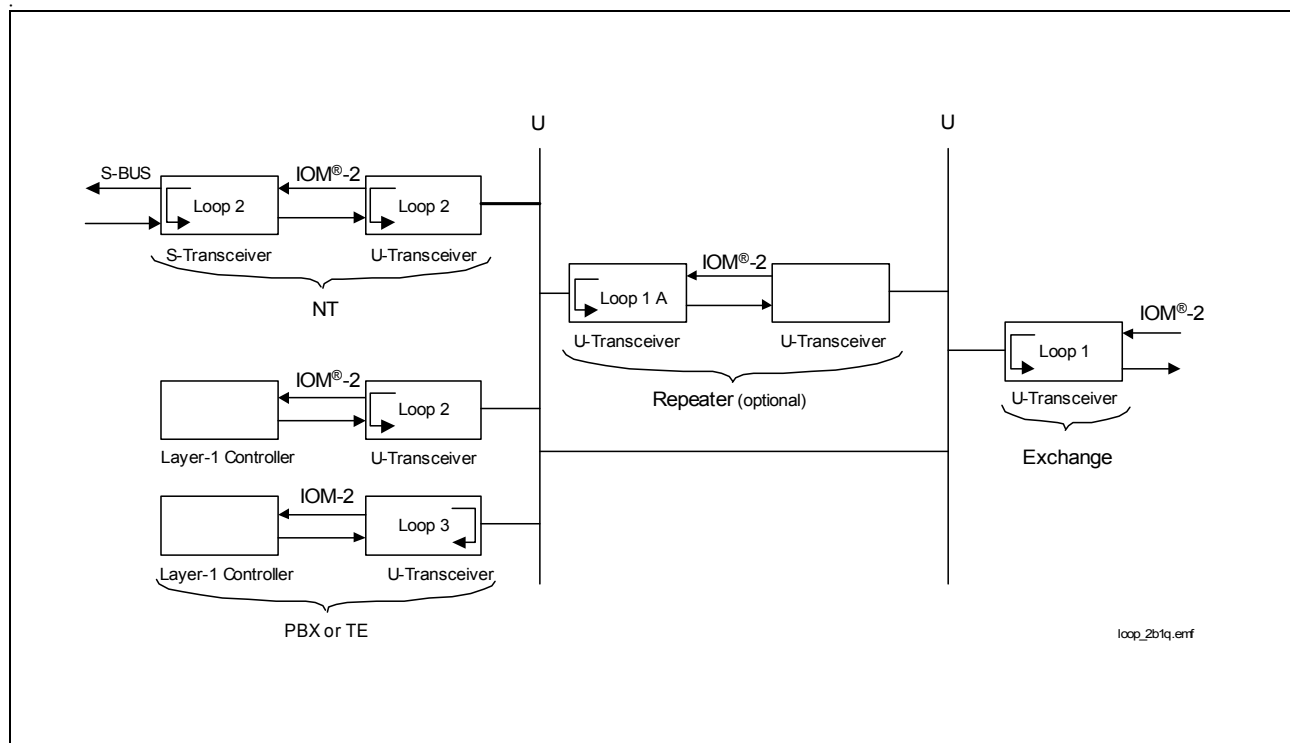 .
U
U
S-BUS
IOM®-2
Loop 2
Loop 2
S-Transceiver
U-Transceiver
NT
IOM®-2
Loop 1 A
U-Transceiver
U-Transceiver
Repeater (optional)
IOM®-2
Loop 1
U-Transceiver
Exchange
IOM®-2
Loop 2
Layer-1 Controller
U-Transceiver
IOM-2
Loop 3
Layer-1 Controller
U-Transceiver
PBX or TE
loop_2b1q.emf